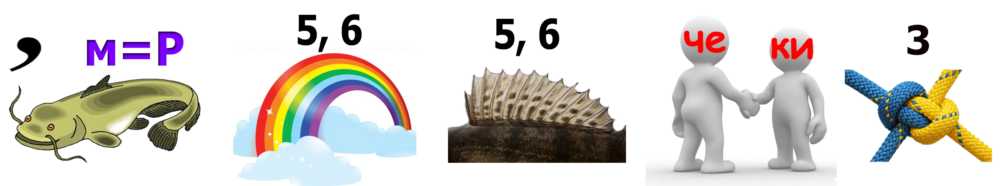 , м=Р
5, 6
5, 6
че ки
3